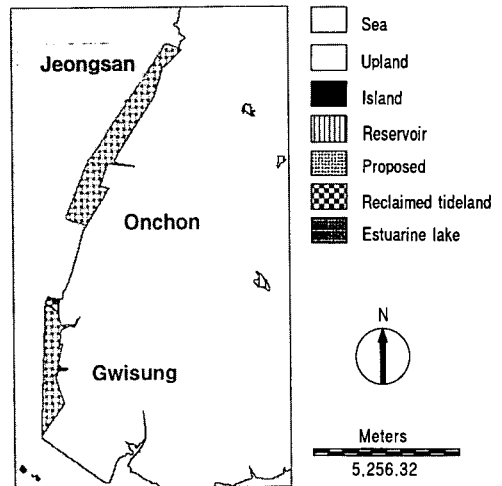 Jeongsan
Onchon
Gwisung
Sea
Upland
Island
Reservoir
Proposed
Reclaimed tideland
Estuarine lake
N
Meters
5,256.32